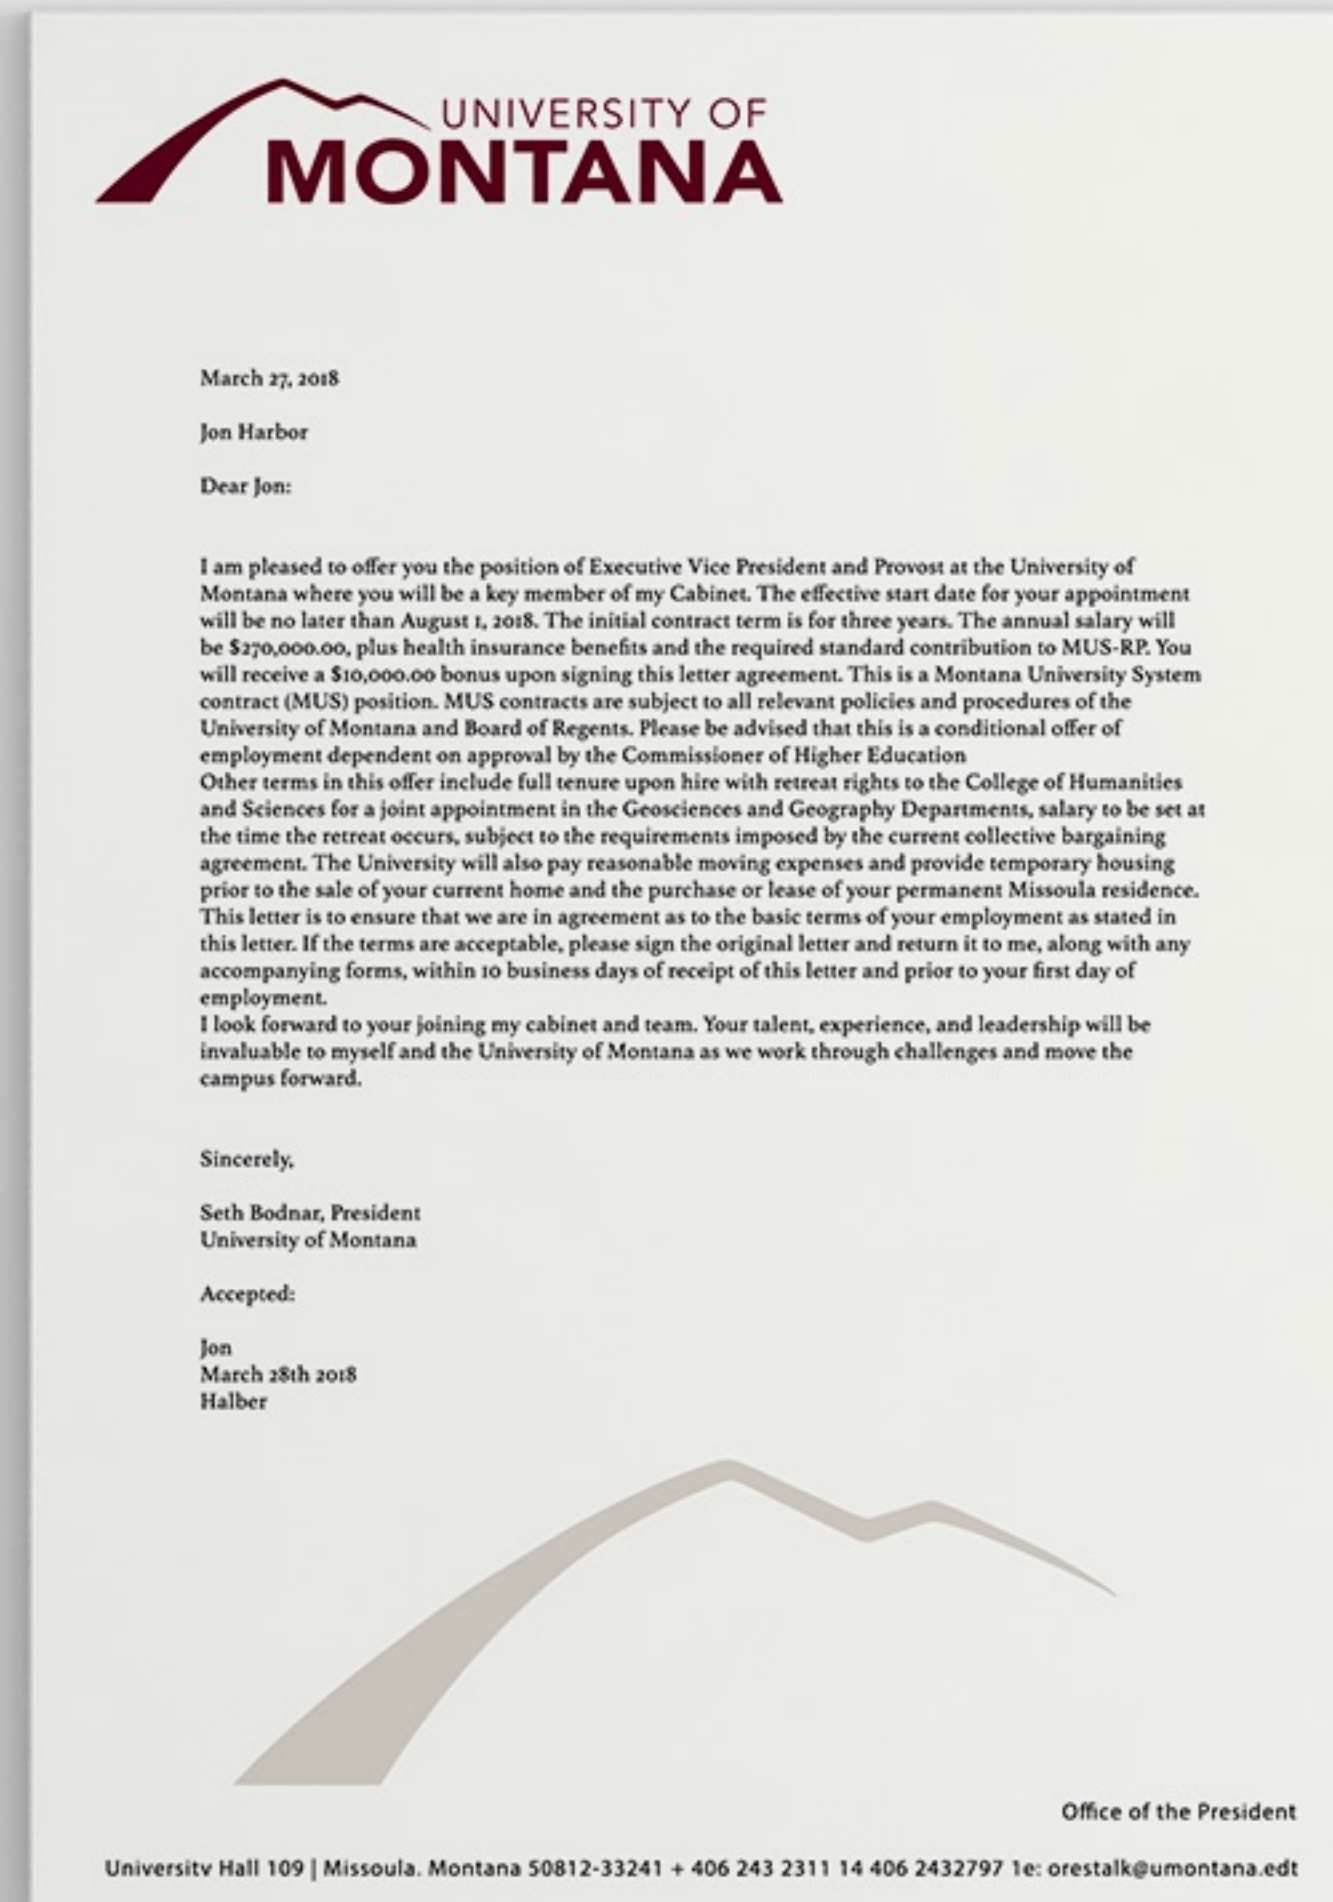 UNIVERSITY OF
MONTANA
March 27, 2018
Jon Harbor
Dear Jon:
I am pleased to offer you the position of Executive Vice President and Provost at the University of
Montana where you will be a key member of my Cabinet. The effective start date for your appointment
will be no later than August 1, 2018. The initial contract term is for three years. The annual salary will
be $270,000.00, plus health insurance benefits and the required standard contribution to MUS-RP. You
will receive a $10,000.00 bonus upon signing this letter agreement. This is a Montana University System
contract (MUS) position. MUS contracts are subject to all relevant policies and procedures of the
University of Montana and Board of Regents. Please be advised that this is a conditional offer of
employment dependent on approval by the Commissioner of Higher Education
Other terms in this offer include full tenure upon hire with retreat rights to the College of Humanities
and Sciences for a joint appointment in the Geosciences and Geography Departments, salary to be set at
the time the retreat occurs, subject to the requirements imposed by the current collective bargaining
agreement. The University will also pay reasonable moving expenses and provide temporary housing
prior to the sale of your current home and the purchase or lease of your permanent Missoula residence.
This letter is to ensure that we are in agreement as to the basic terms of your employment as stated in
this letter. If the terms are acceptable, please sign the original letter and return it to me, along with any
accompanying forms, within 10 business days of receipt of this letter and prior to your first day of
employment.
I look forward to your joining my cabinet and team. Your talent, experience, and leadership will be
invaluable to myself and the University of Montana as we work through challenges and move the
campus forward.
Sincerely,
Seth Bodnar, President
University of Montana
Accepted:
Jon
March 28th 2018
Halber
Office of the President
Universitv Hall 109 | Missoula. Montana 50812-33241 + 406 243 2311 14 406 2432797 1e: orestalk@umontana.edt